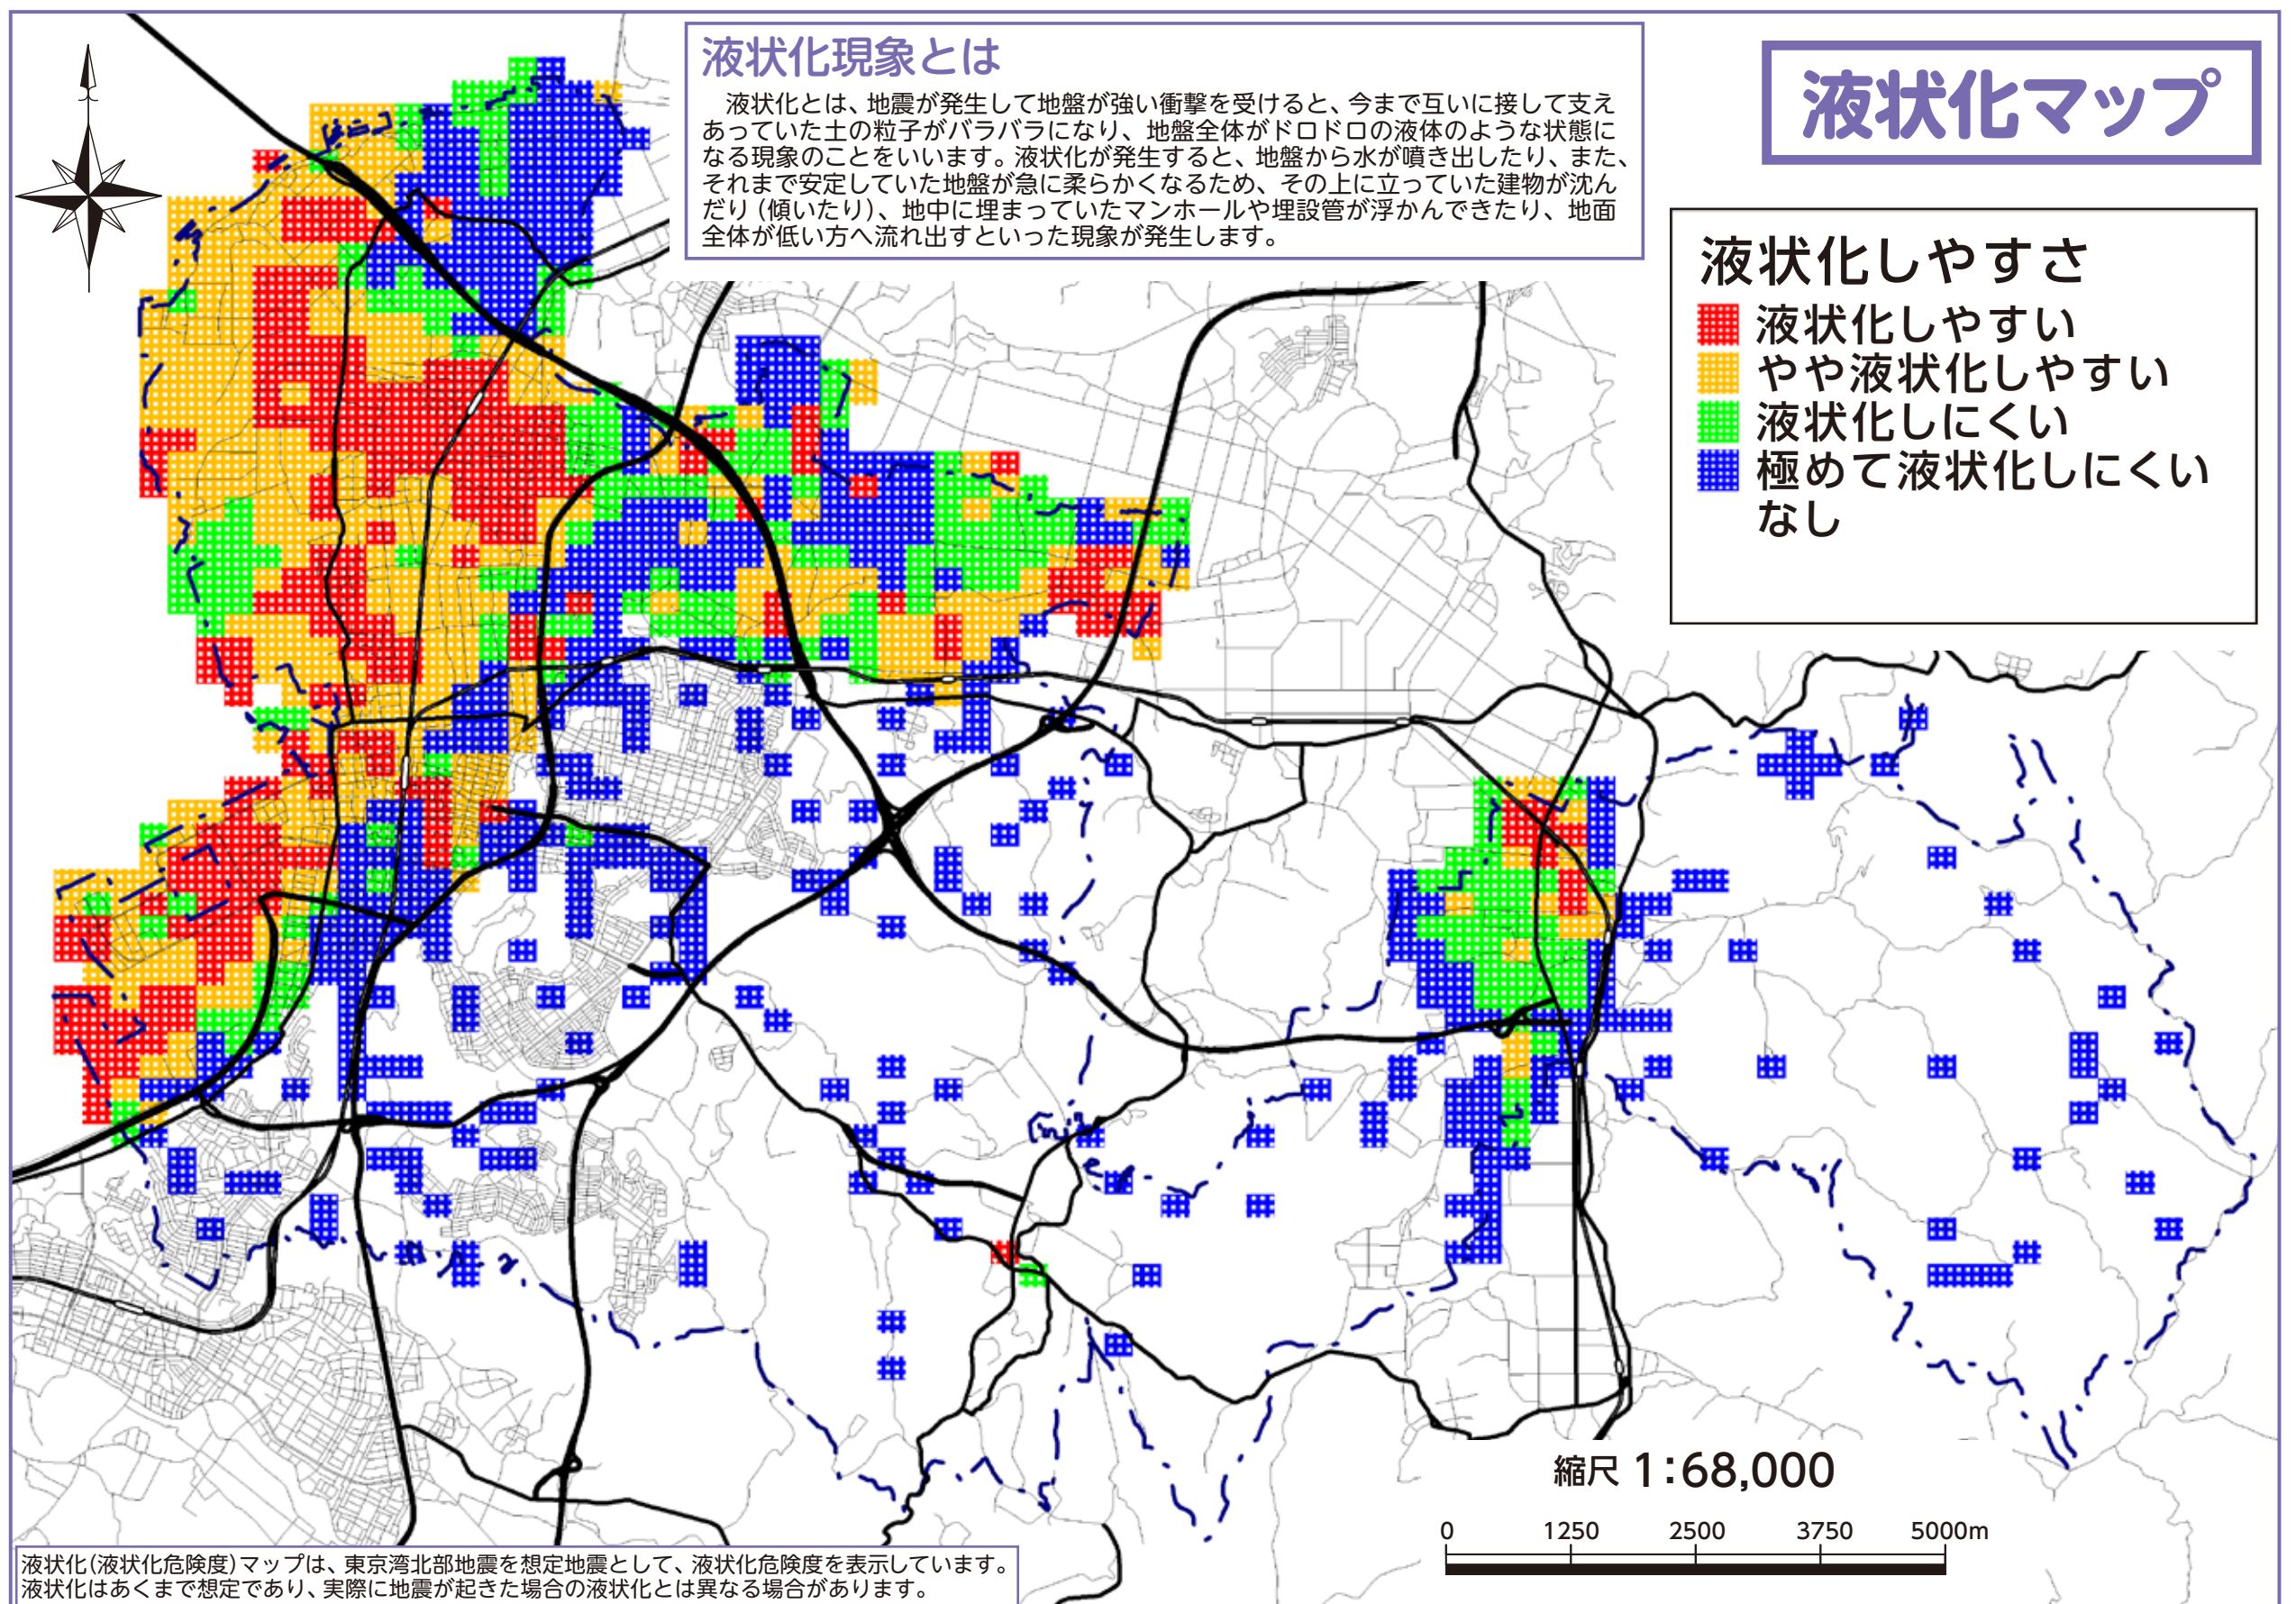 液状化現象とは
液状化とは、地震が発生して地盤が強い衝撃を受けると、今まで互いに接して支え
あっていた土の粒子がバラバラになり、地盤全体がドロドロの液体のような状態に
なる現象のことをいいます。液状化が発生すると、地盤から水が噴き出したり、また、
それまで安定していた地盤が急に柔らかくなるため、その上に立っていた建物が沈ん
だり（傾いたり）、地中に埋まっていたマンホールや埋設管が浮かんできたり、地面
全体が低い方へ流れ出すといった現象が発生します。
液状化マップ
液状化しやすさ
液状化しやすい
やや液状化しやすい
液状化しにくい
極めて液状化しにくい
なし
縮尺 1:68,000
0 1250 2500 3750 5000m
液状化(液状化危険度)マップは、東京湾北部地震を想定地震として、液状化危険度を表示しています。
液状化はあくまで想定であり、実際に地震が起きた場合の液状化とは異なる場合があります。